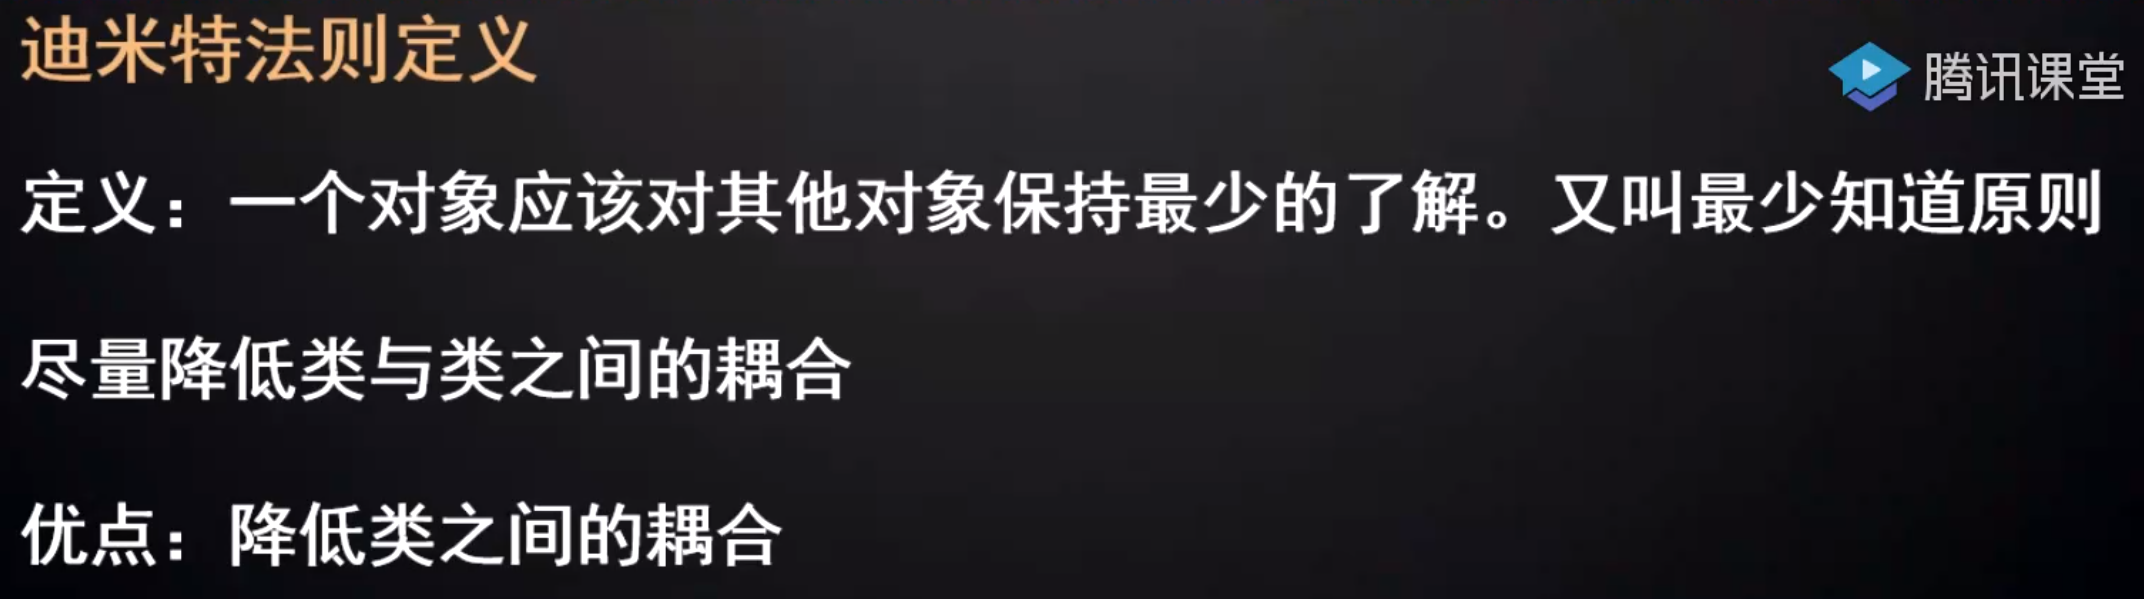 迪米特法则定义
腾讯课堂
定义：一个对象应该对其他对象保持最少的了解。又叫最少知道原则
尽量降低类与类之间的耦合
优点：降低类之间的耦合